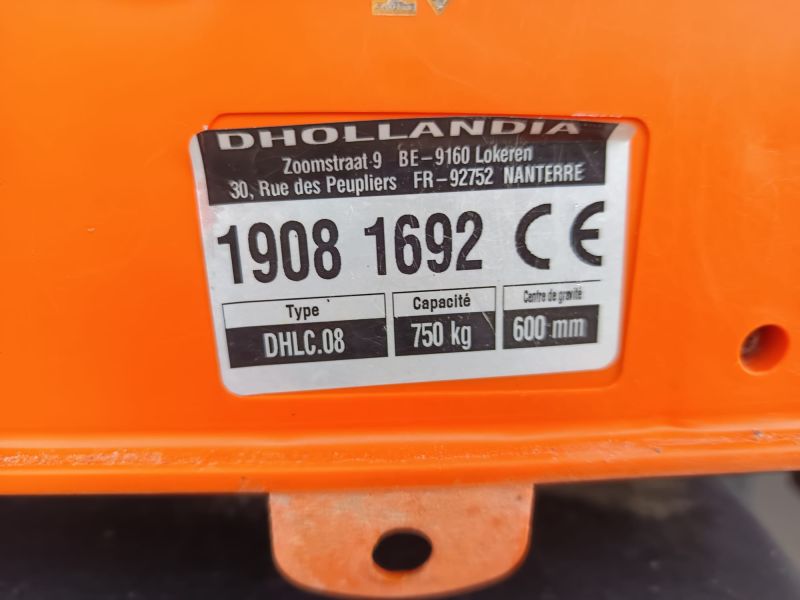 DHOLLANDIA
Zoomstraat 9 BE-9160 Lokeren
30, Rue des Peupliers FR-92752 NANTERRE
1908 1692 CE
Type Capacité Centre de gravité
DHLC.08 750 kg 600 mm